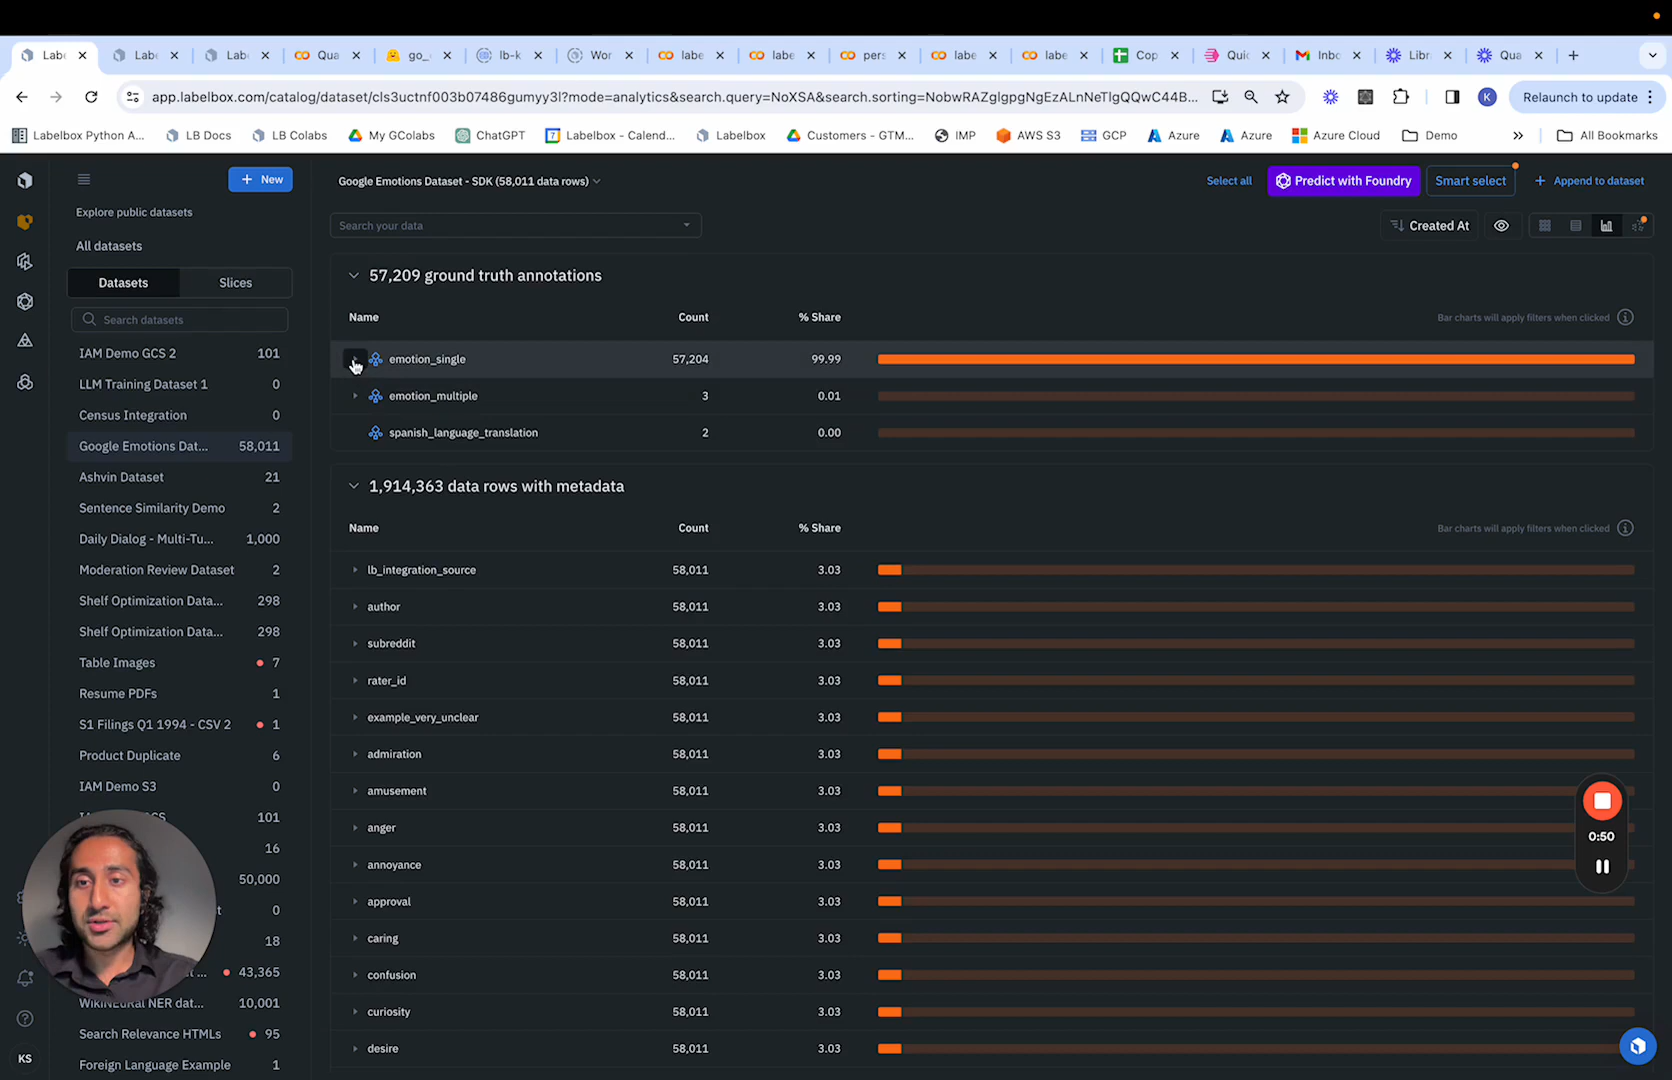 Labe
Labe
Labe
Qua
go_
lb-k
Wor
labe
labe
pers
labe
labe
Cop
Quic
Inbc
Libr
Qua
app.labelbox.com/catalog/dataset/cls3uctnf003b07486gumyy3l?mode=analytics&search.query=NoXSA&search.sorting=NobwRAZglgpgNgEzALnNeTlgQQwC44B...
Relaunch to update
Labelbox Python A...
LB Docs
LB Colabs
My GColabs
ChatGPT
Labelbox - Calend...
Labelbox
Customers - GTM...
IMP
AWS S3
GCP
Azure
Azure
Azure Cloud
Demo
All Bookmarks
+ New
Explore public datasets
All datasets
Datasets
Slices
Search datasets
IAM Demo GCS 2 101
LLM Training Dataset 1 0
Census Integration 0
Google Emotions Dat... 58,011
Ashvin Dataset 21
Sentence Similarity Demo 2
Daily Dialog - Multi-Tu... 1,000
Moderation Review Dataset 2
Shelf Optimization Data... 298
Shelf Optimization Data... 298
Table Images 7
Resume PDFs 1
S1 Filings Q1 1994 - CSV 2 1
Product Duplicate 6
IAM Demo S3 0
101
16
50,000
0
18
43,365
WikiNEuRal NER dat... 10,001
Search Relevance HTMLs 95
Foreign Language Example 1
KS
Google Emotions Dataset - SDK (58,011 data rows)
Select all
Predict with Foundry
Smart select
+ Append to dataset
Search your data
Created At
57,209 ground truth annotations
Name Count % Share Bar charts will apply filters when clicked
emotion_single 57,204 99.99
emotion_multiple 3 0.01
spanish_language_translation 2 0.00
1,914,363 data rows with metadata
Name Count % Share Bar charts will apply filters when clicked
lb_integration_source 58,011 3.03
author 58,011 3.03
subreddit 58,011 3.03
rater_id 58,011 3.03
example_very_unclear 58,011 3.03
admiration 58,011 3.03
amusement 58,011 3.03
anger 58,011 3.03
annoyance 58,011 3.03
approval 58,011 3.03
caring 58,011 3.03
confusion 58,011 3.03
curiosity 58,011 3.03
desire 58,011 3.03
0:50